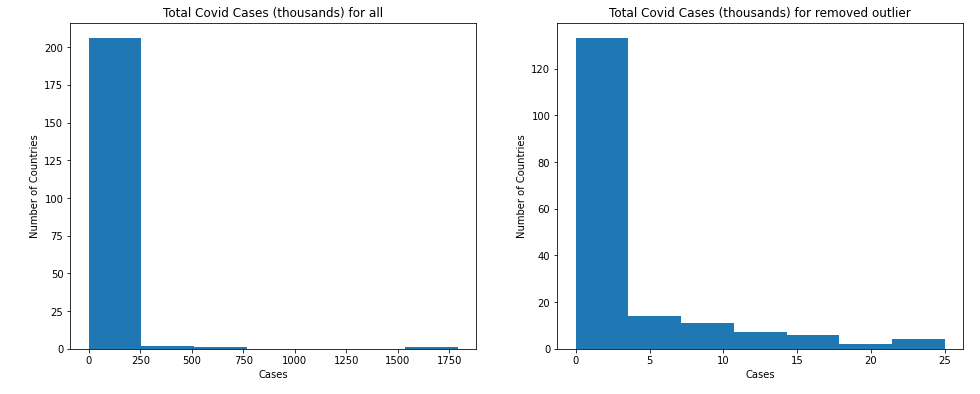 Total Covid Cases (thousands) for all
200
175
150
125
100
75
50
25
0
Number of Countries
0 250 500 750 1000 1250 1500 1750
Cases
Total Covid Cases (thousands) for removed outlier
120
100
80
60
40
20
0
Number of Countries
0 5 10 15 20 25
Cases